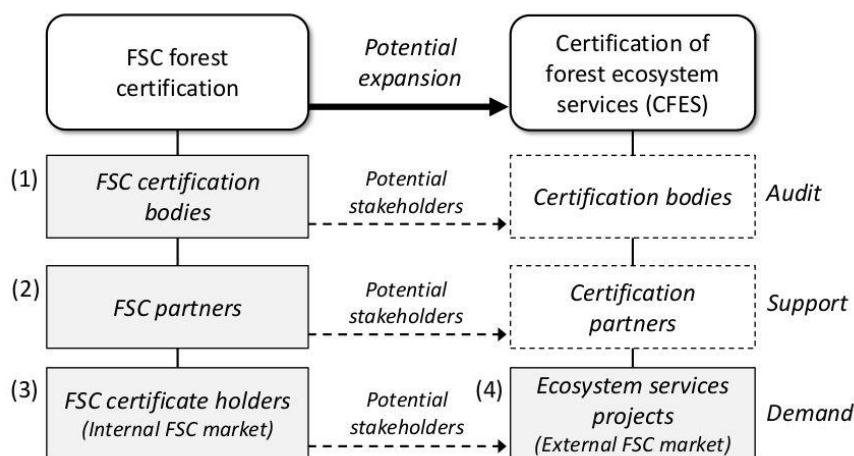 FSC forest
certification
Potential
expansion
Certification of
forest ecosystem
services (CFES)
(1)
FSC certification
bodies
Potential
stakeholders
Certification bodies
Audit
(2)
FSC partners
Potential
stakeholders
Certification
partners
Support
(3)
FSC certificate holders
(Internal FSC market)
Potential
stakeholders
(4)
Ecosystem services
projects
(External FSC market)
Demand